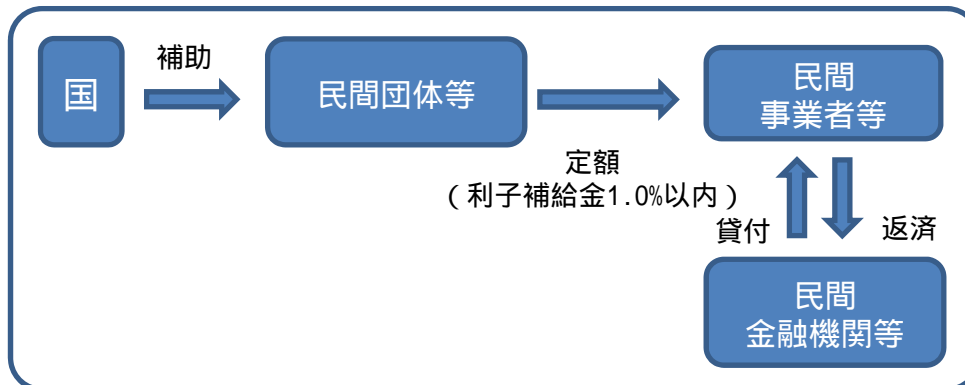 国
補助
民間団体等
定額
(利子補給金1.0%以内)
民間
事業者等
貸付
返済
民間
金融機関等